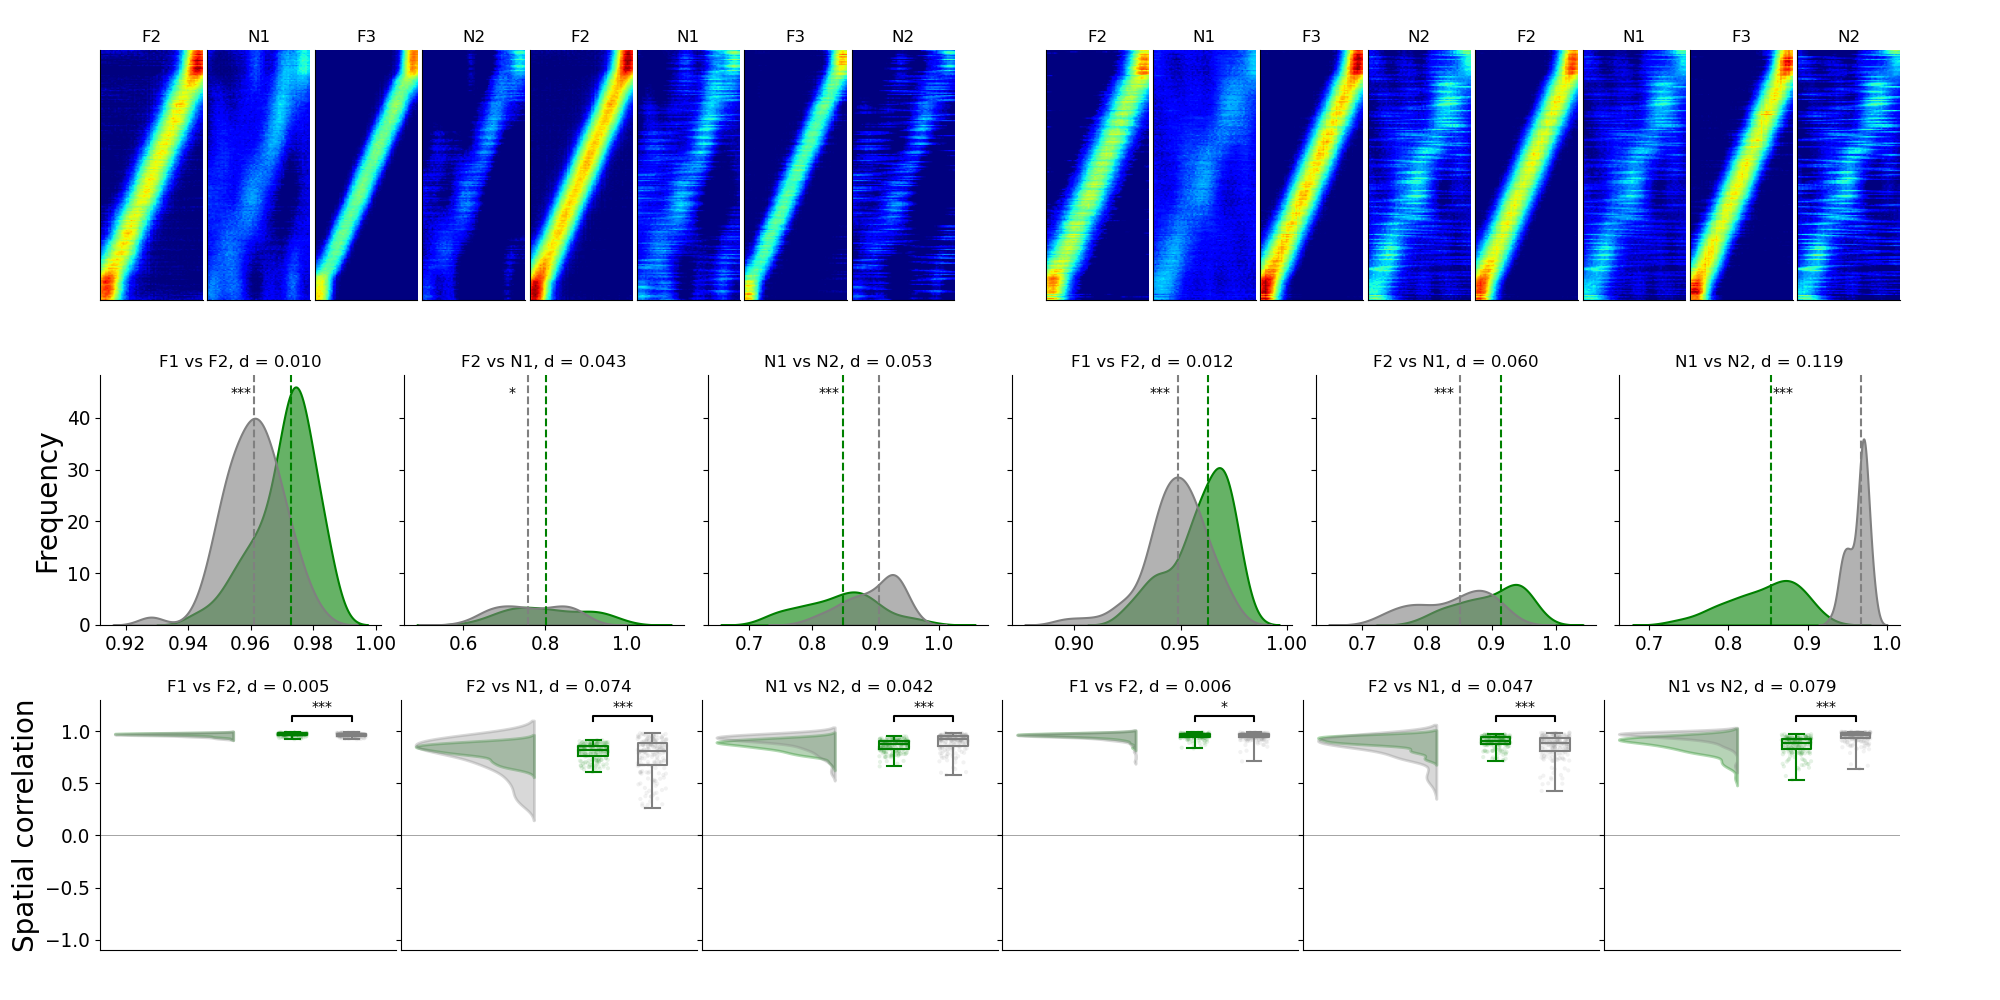 F2 N1 F3 N2 F2 N1 F3 N2 F2 N1 F3 N2 F2 N1 F3 N2
F1 vs F2, d = 0.010 F2 vs N1, d = 0.043 N1 vs N2, d = 0.053 F1 vs F2, d = 0.012 F2 vs N1, d = 0.060 N1 vs N2, d = 0.119
*** * *** *** *** ***
Frequency
40
30
20
10
0
0.92 0.94 0.96 0.98 1.00 0.6 0.8 1.0 0.7 0.8 0.9 1.0 0.90 0.95 1.00 0.7 0.8 0.9 1.0 0.7 0.8 0.9 1.0
F1 vs F2, d = 0.005 F2 vs N1, d = 0.074 N1 vs N2, d = 0.042 F1 vs F2, d = 0.006 F2 vs N1, d = 0.047 N1 vs N2, d = 0.079
*** *** *** * *** ***
Spatial correlation
1.0
0.5
0.0
−0.5
−1.0